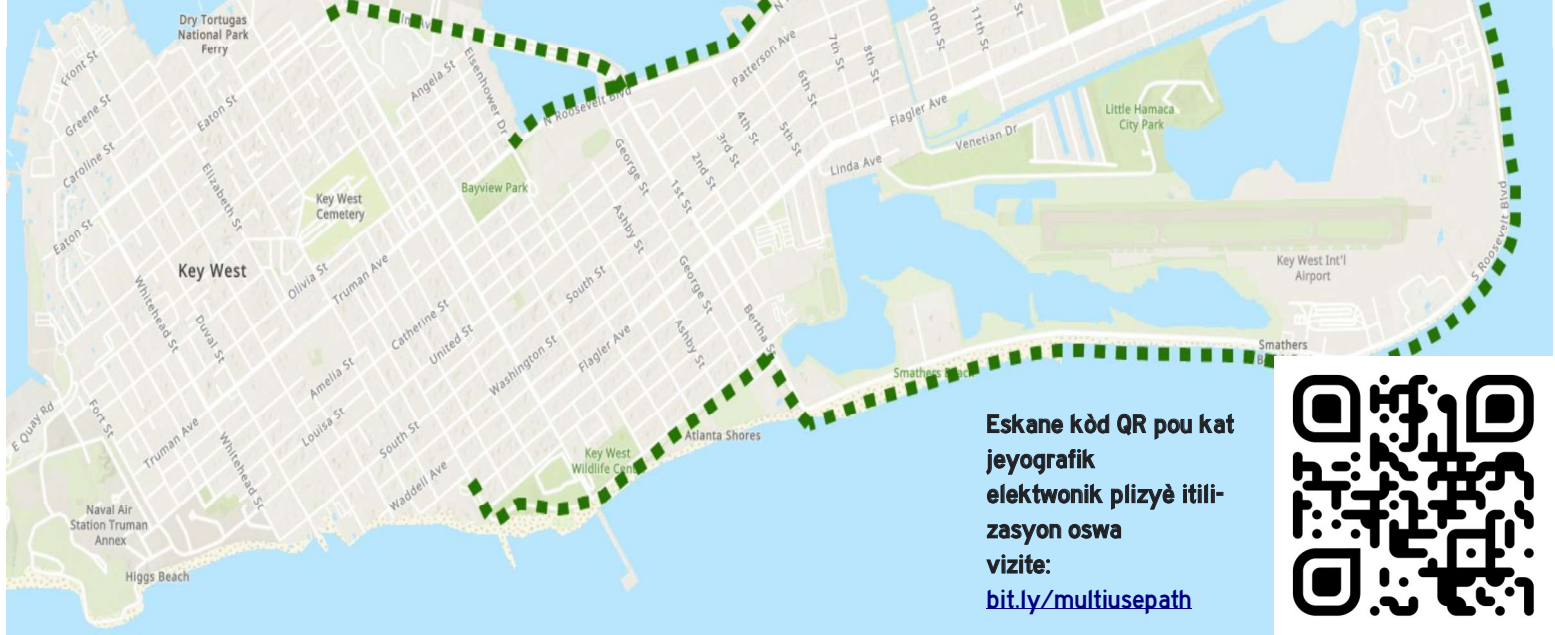 Dry Tortugas
National Park
Ferry
Front St
Greene St
Caroline St
Eaton St
Eaton St
Elizabeth St
Angela St
Eisenhower Dr
N Roosevelt Blvd
Patterson Ave
7th St
8th St
10th St
11th St
St
6th St
5th St
4th St
3rd St
2nd St
1st St
Flagler Ave
Linda Ave
Venetian Dr
Little Hamaca
City Park
Bayview Park
Key West
Cemetery
George St
Ashby St
George St
Ashby St
Bertha St
Key West
Olivia St
Truman Ave
Whitehead St
Duval St
Catherine St
United St
South St
Washington St
Flagler Ave
Amelia St
Louisa St
South St
Waddell Ave
Fort St
Truman Ave
Whitehead St
E Quay Rd
Naval Air
Station Truman
Annex
Higgs Beach
Key West
Wildlife
Atlanta Shores
Smathers Beach
Smathers
Key West Int'l
Airport
S Roosevelt Blvd
Eskane kòd QR pou kat
jeyografik
elektwonik plizyè itili-
zasyon oswa
vizite:
bit.ly/multiusepath